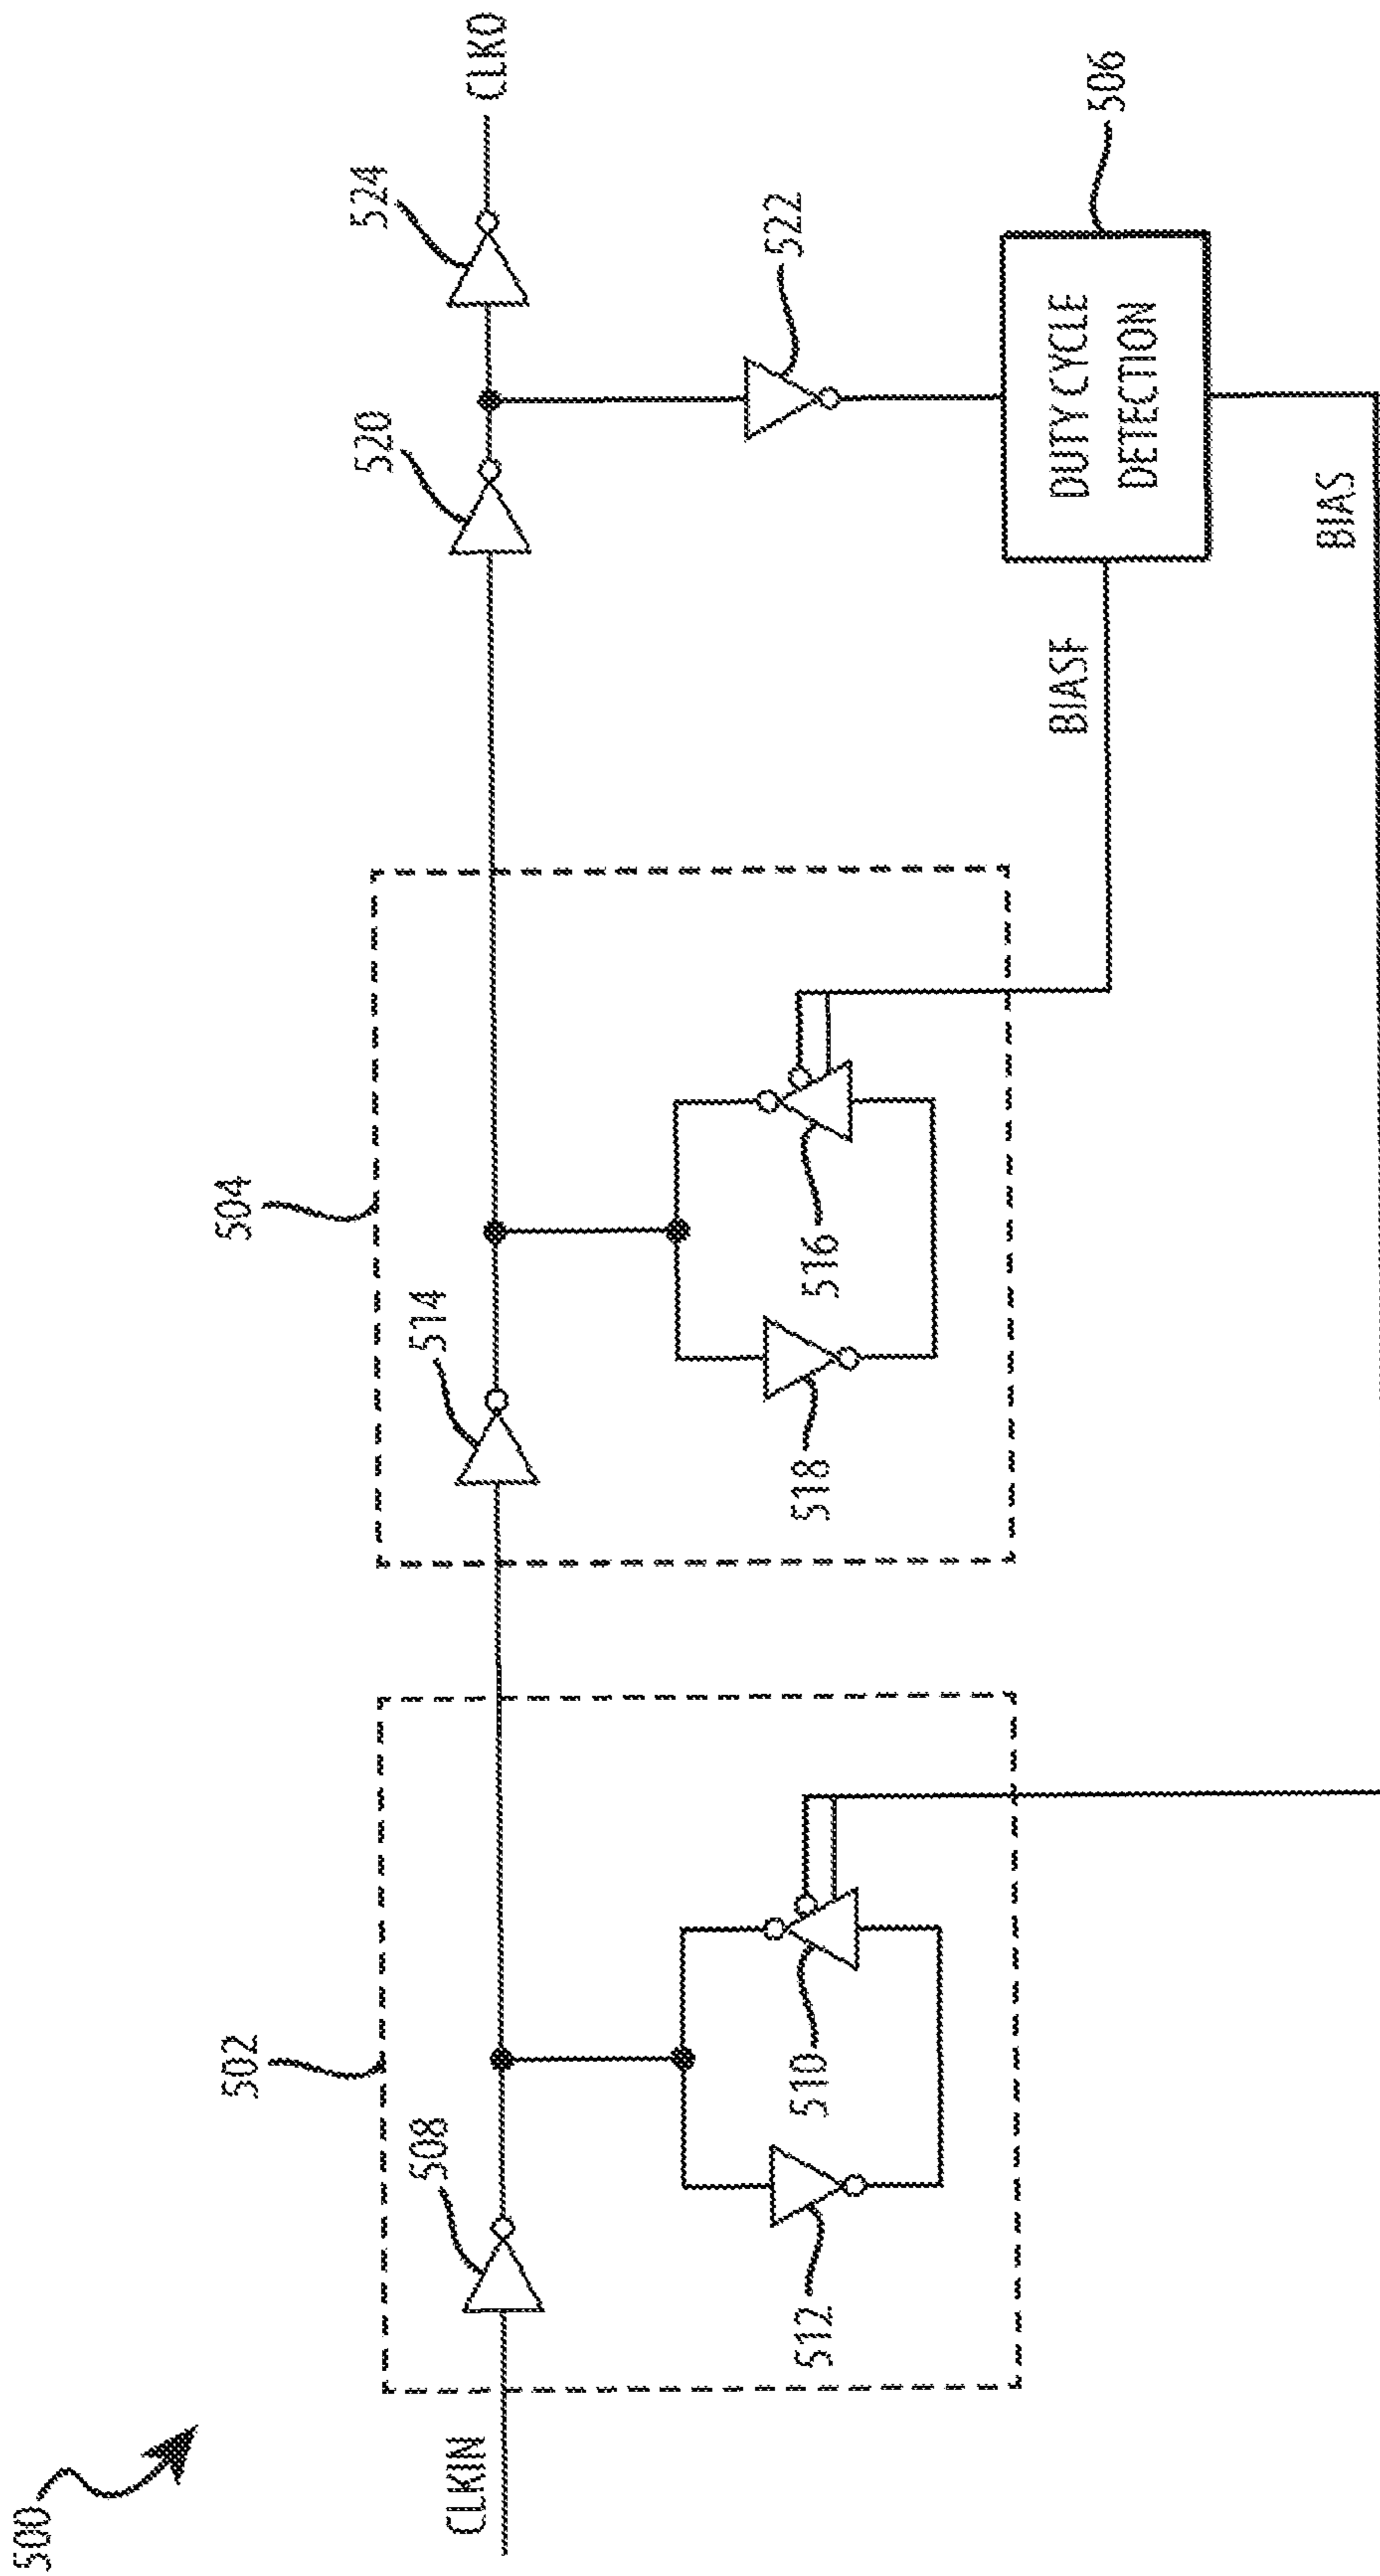 500
502
504
CLKIN
508
514
520
524
CLKO
512
510
518
516
522
BIASF
DUTY CYCLE
DETECTION
506
BIAS